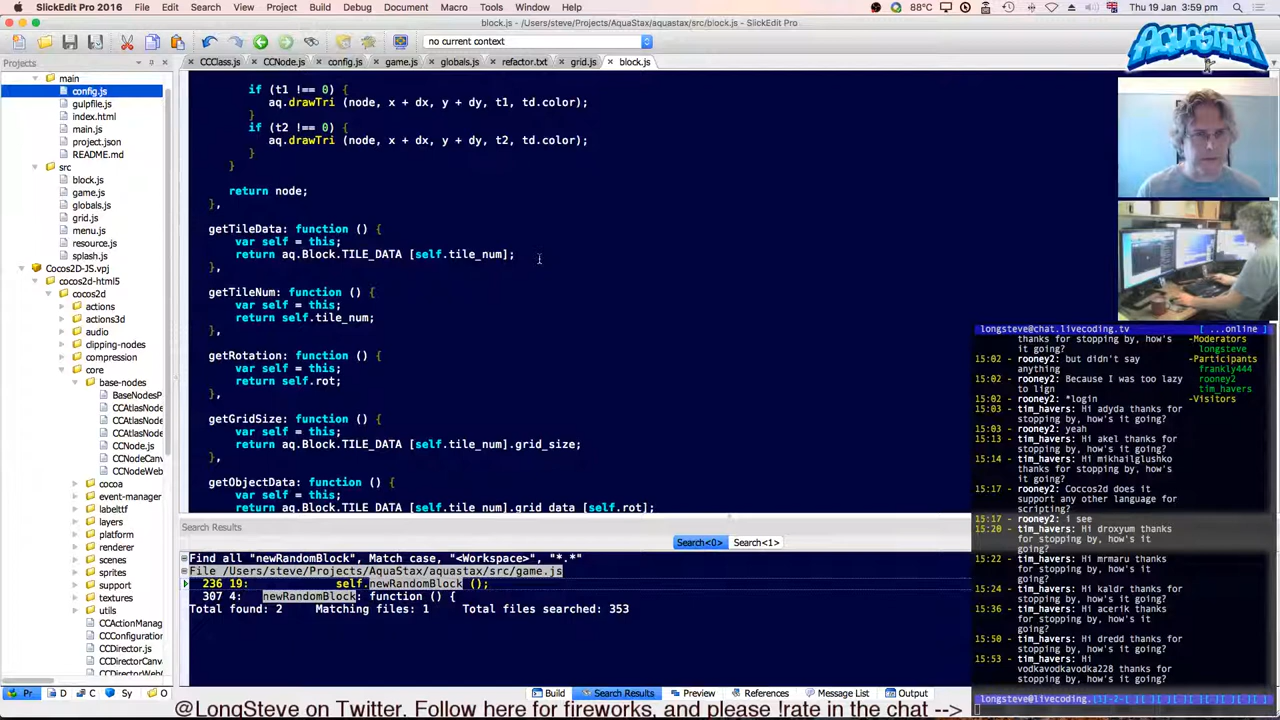 SlickEdit Pro 2016 File Edit Search View Project Build Debug Document Macro Tools Window Help 88°C Thu 19 Jan 3:59 pm
block.js - /Users/steve/Projects/AquaStax/aquastax/src/block.js - SlickEdit Pro
no current context
AQUASTAX
Projects
CCClass.js CCNode.js config.js game.js globals.js refactor.txt grid.js block.js
main
config.js
gulpfile.js
index.html
main.js
project.json
README.md
src
block.js
game.js
globals.js
grid.js
menu.js
resource.js
splash.js
Cocos2D-JS.vpj
cocos2d-html5
cocos2d
actions
actions3d
audio
clipping-nodes
compression
core
base-nodes
BaseNodesP
CCAtlasNode
CCAtlasNode
CCAtlasNode
CCNode.js
CCNodeCanv
CCNodeWeb
cocoa
event-manager
labelttf
layers
platform
renderer
scenes
sprites
support
textures
utils
CCActionManag
CCConfiguration
CCDirector.js
CCDirectorCanv
CCDirectorWebG
if (t1 !== 0) {
aq.drawTri (node, x + dx, y + dy, t1, td.color);
}
if (t2 !== 0) {
aq.drawTri (node, x + dx, y + dy, t2, td.color);
}
}
return node;
},
getTileData: function () {
var self = this;
return aq.Block.TILE_DATA [self.tile_num];
},
getTileNum: function () {
var self = this;
return self.tile_num;
},
getRotation: function () {
var self = this;
return self.rot;
},
getGridSize: function () {
var self = this;
return aq.Block.TILE_DATA [self.tile_num].grid_size;
},
getObjectData: function () {
var self = this;
return aq.Block.TILE_DATA [self.tile_num].grid_data [self.rot];
Search Results
Search<0> Search<1>
Find all "newRandomBlock", Match case, "<Workspace>", "*.*"
File /Users/steve/Projects/AquaStax/aquastax/src/game.js
236 19: self.newRandomBlock ();
307 4: newRandomBlock: function () {
Total found: 2 Matching files: 1 Total files searched: 353
Pr D C Sy O
Build Search Results Preview References Message List Output
longsteve@chat.livecoding.tv [ ...online ]
thanks for stopping by, how's it going?
15:02 - rooney2: but didn't say anything
15:02 - rooney2: Because I was too lazy to lign
15:02 - rooney2: *login
15:03 - tim_havers: Hi adyda thanks for stopping by, how's it going?
15:03 - rooney2: yeah
15:13 - tim_havers: Hi akel thanks for stopping by, how's it going?
15:14 - tim_havers: Hi mikhailglushko thanks for stopping by, how's it going?
15:17 - rooney2: Coccos2d does it support any other language for scripting?
15:17 - rooney2: i see
15:20 - tim_havers: Hi droxyum thanks for stopping by, how's it going?
15:22 - tim_havers: Hi mrmaru thanks for stopping by, how's it going?
15:24 - tim_havers: Hi kaldr thanks for stopping by, how's it going?
15:36 - tim_havers: Hi acerik thanks for stopping by, how's it going?
15:50 - tim_havers: Hi dredd thanks for stopping by, how's it going?
15:53 - tim_havers: Hi vodkavodkavodka228 thanks for stopping by, how's it going?
-Moderators
longsteve
-Participants
frankly444
rooney2
tim_havers
-Visitors
@LongSteve on Twitter. Follow here for fireworks, and please !rate in the chat -->